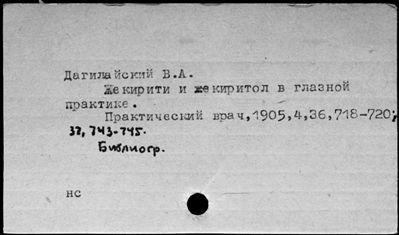 Дагилайский В.А.
Жекирити и жекиритол в глазной
практике.
Практический врач,1905,4,36,718-720;
37, 743-745.
Библиогр.
нс